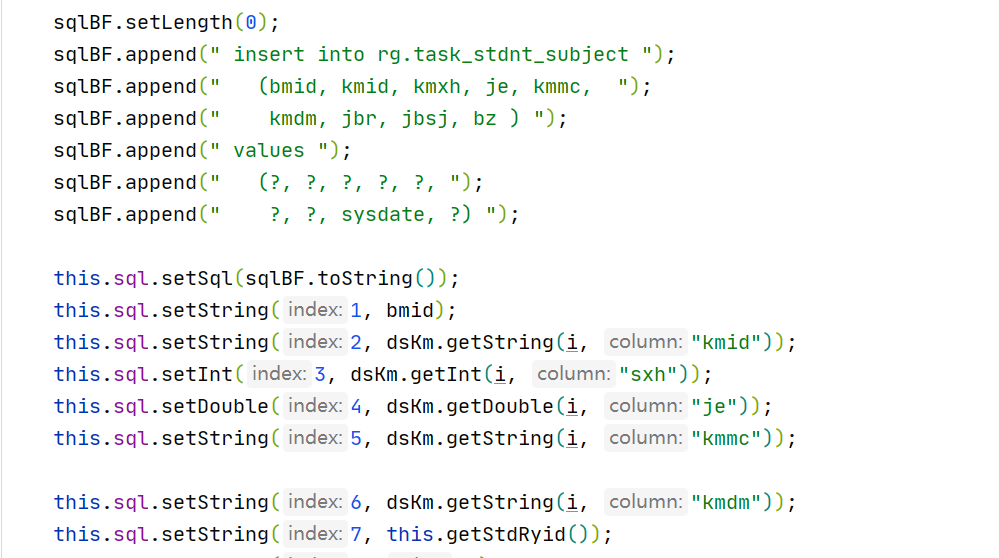 sqlBF.setLength(0);
sqlBF.append(" insert into rg.task_stdnt_subject ");
sqlBF.append("   (bmid, kmid, kmxh, je, kmmc,  ");
sqlBF.append("    kmdm, jbr, jbsj, bz ) ");
sqlBF.append(" values ");
sqlBF.append("   (?, ?, ?, ?, ?, ");
sqlBF.append("    ?, ?, sysdate, ?) ");
this.sql.setSql(sqlBF.toString());
this.sql.setString( index: 1, bmid);
this.sql.setString( index: 2, dsKm.getString(i, column: "kmid"));
this.sql.setInt( index: 3, dsKm.getInt(i, column: "sxh"));
this.sql.setDouble( index: 4, dsKm.getDouble(i, column: "je"));
this.sql.setString( index: 5, dsKm.getString(i, column: "kmmc"));
this.sql.setString( index: 6, dsKm.getString(i, column: "kmdm"));
this.sql.setString( index: 7, this.getStdRyid());